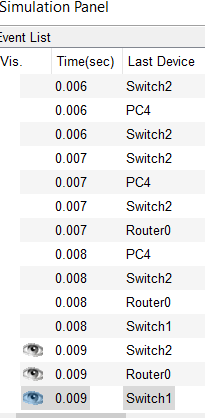 Simulation Panel
Event List
Vis. Time(sec) Last Device
0.006 Switch2
0.006 PC4
0.006 Switch2
0.007 Switch2
0.007 PC4
0.007 Switch2
0.007 Router0
0.008 PC4
0.008 Switch2
0.008 Router0
0.008 Switch1
0.009 Switch2
0.009 Router0
0.009 Switch1